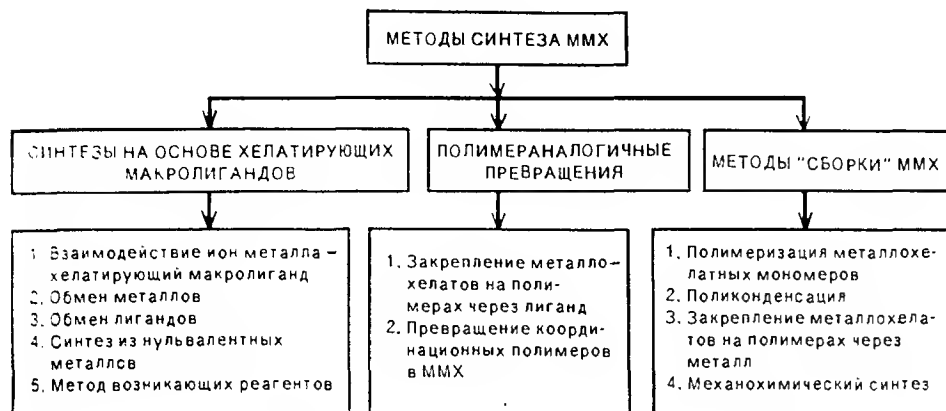 МЕТОДЫ СИНТЕЗА ММХ
СИНТЕЗЫ НА ОСНОВЕ ХЕЛАТИРУЮЩИХ
МАКРОЛИГАНДОВ
ПОЛИМЕРАНАЛОГИЧНЫЕ
ПРЕВРАЩЕНИЯ
МЕТОДЫ "СБОРКИ" ММХ
1. Взаимодействие ион металла –
хелатирующий макролиганд
2. Обмен металлов
3. Обмен лигандов
4. Синтез из нульвалентных
металлов
5. Метод возникающих реагентов
1. Закрепление металло–
хелатов на поли-
мерах через лиганд
2. Превращение коорди-
национных полимеров
в ММХ
1. Полимеризация металлохе-
латных мономеров
2. Поликонденсация
3. Закрепление металлохела-
тов на полимерах через
металл
4. Механохимический синтез